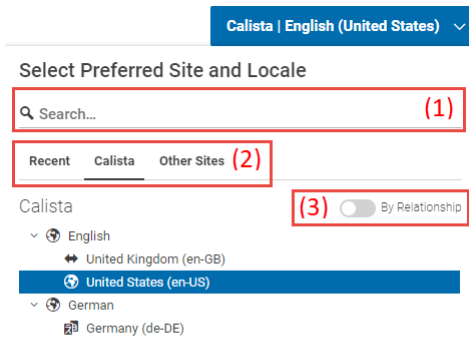 Calista | English (United States)
Select Preferred Site and Locale
Search...
(1)
Recent Calista Other Sites (2)
Calista
(3) By Relationship
English
United Kingdom (en-GB)
United States (en-US)
German
Germany (de-DE)